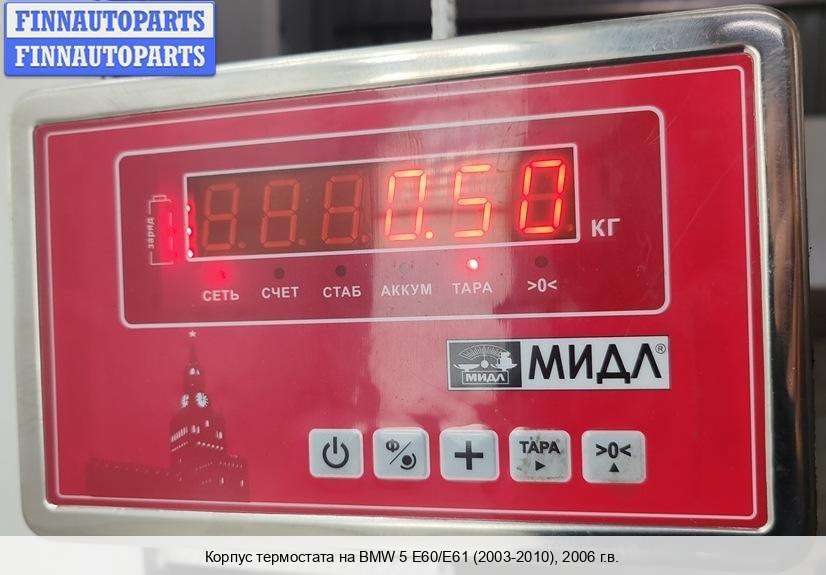 FINNAUTOPARTS
FINNAUTOPARTS
заряд
0.50 КГ
СЕТЬ СЧЕТ СТАБ АККУМ ТАРА >0<
МИДЛ МИДЛ®
Ф/ + ТАРА >0<
Корпус термостата на BMW 5 E60/E61 (2003-2010), 2006 г.в.